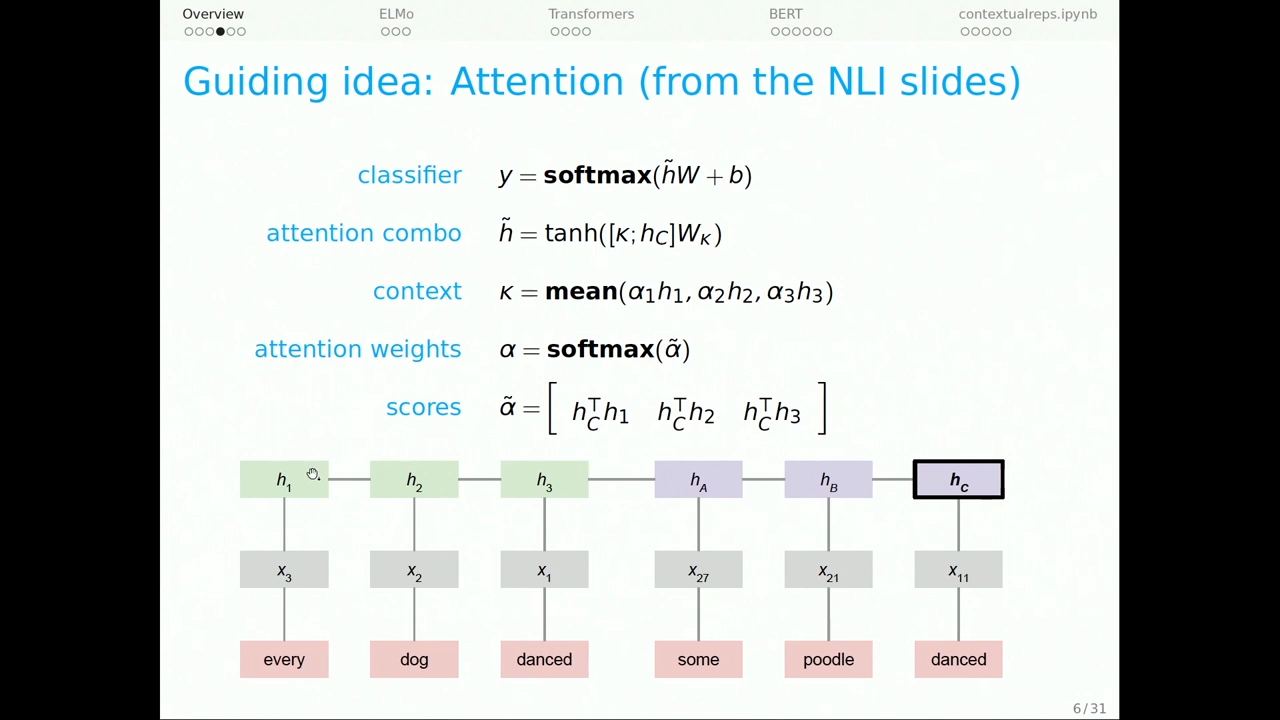 Overview ELMo Transformers BERT contextualreps.ipynb
Guiding idea: Attention (from the NLI slides)
classifier y = softmax(h̃W + b)
attention combo h̃ = tanh([κ; h_C]W_κ)
context κ = mean(α₁h₁, α₂h₂, α₃h₃)
attention weights α = softmax(α̃)
scores α̃ = [ h_C^⊤h₁ h_C^⊤h₂ h_C^⊤h₃ ]
h₁ h₂ h₃ h_A h_B h_C
x₃ x₂ x₁ x₂₇ x₂₁ x₁₁
every dog danced some poodle danced
6 / 31